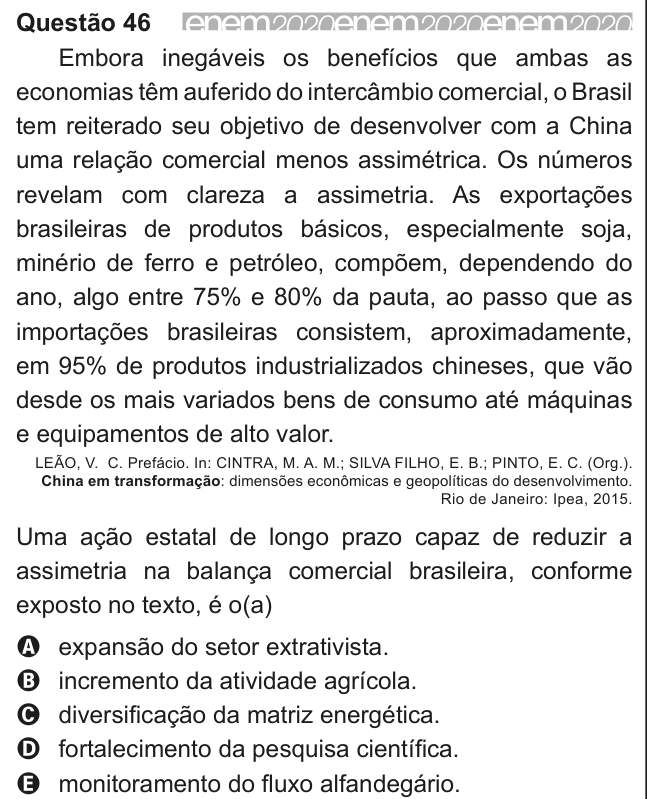 Questão 46 enem2020enem2020enem2020
Embora inegáveis os benefícios que ambas as
economias têm auferido do intercâmbio comercial, o Brasil
tem reiterado seu objetivo de desenvolver com a China
uma relação comercial menos assimétrica. Os números
revelam com clareza a assimetria. As exportações
brasileiras de produtos básicos, especialmente soja,
minério de ferro e petróleo, compõem, dependendo do
ano, algo entre 75% e 80% da pauta, ao passo que as
importações brasileiras consistem, aproximadamente,
em 95% de produtos industrializados chineses, que vão
desde os mais variados bens de consumo até máquinas
e equipamentos de alto valor.
LEÃO, V. C. Prefácio. In: CINTRA, M. A. M.; SILVA FILHO, E. B.; PINTO, E. C. (Org.).
China em transformação: dimensões econômicas e geopolíticas do desenvolvimento.
Rio de Janeiro: Ipea, 2015.
Uma ação estatal de longo prazo capaz de reduzir a
assimetria na balança comercial brasileira, conforme
exposto no texto, é o(a)
A expansão do setor extrativista.
B incremento da atividade agrícola.
C diversificação da matriz energética.
D fortalecimento da pesquisa científica.
E monitoramento do fluxo alfandegário.